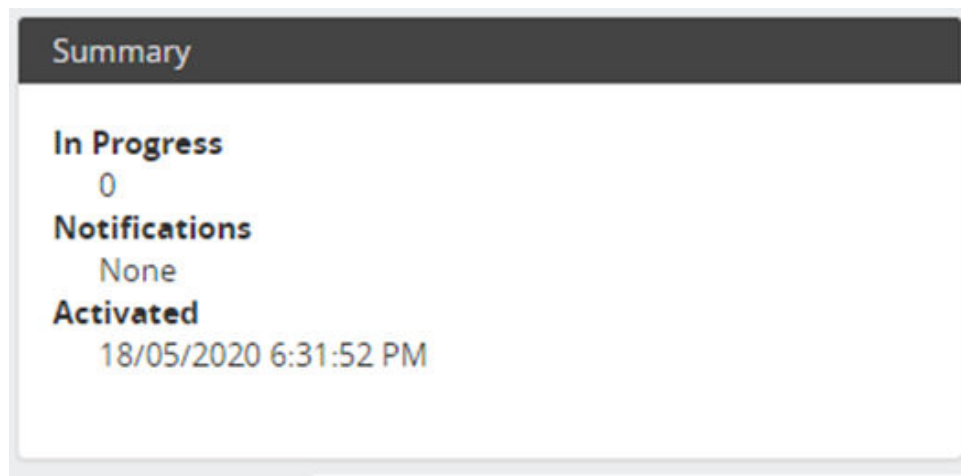 Summary
In Progress
0
Notifications
None
Activated
18/05/2020 6:31:52 PM